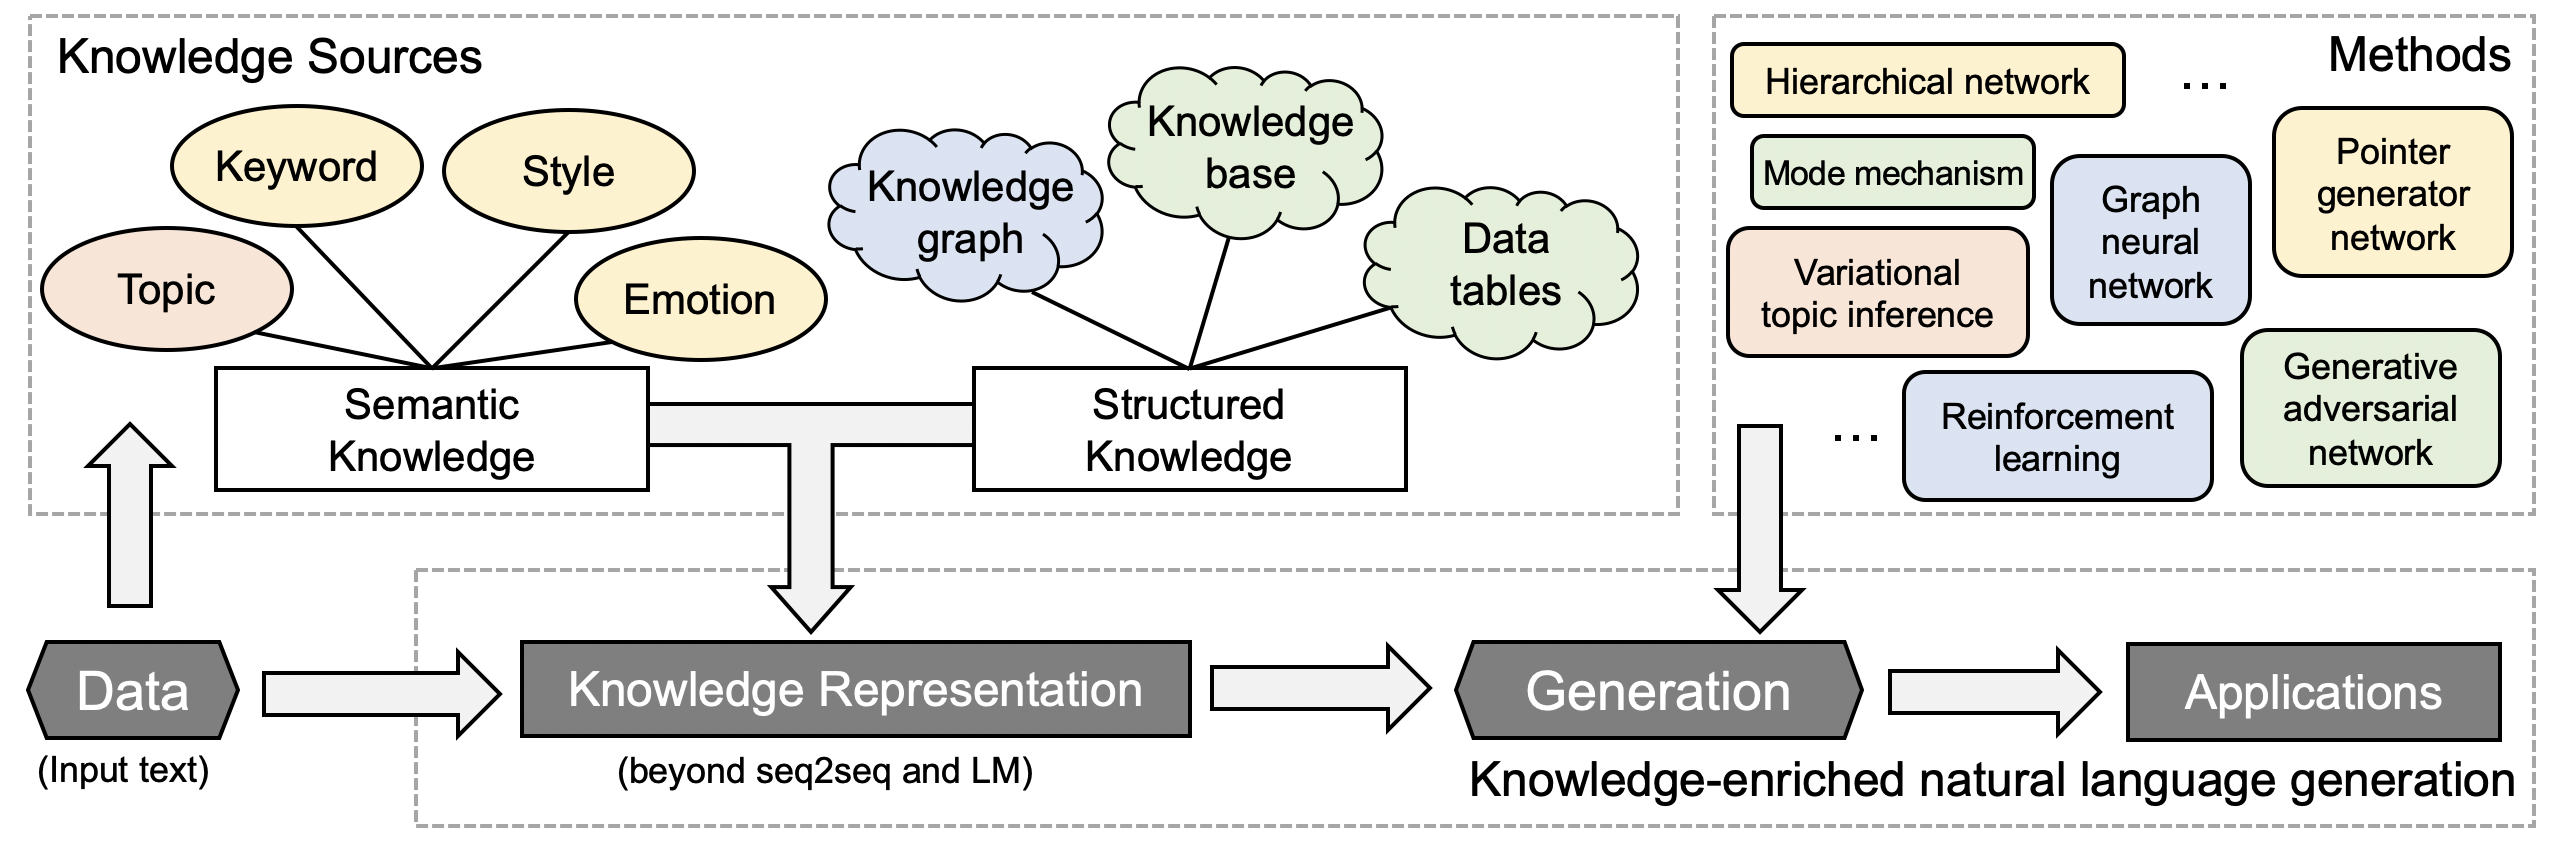 Knowledge Sources
Keyword
Style
Topic
Emotion
Knowledge
graph
Knowledge
base
Data
tables
Semantic
Knowledge
Structured
Knowledge
Methods
Hierarchical network
...
Mode mechanism
Pointer
generator
network
Graph
neural
network
Variational
topic inference
Generative
adversarial
network
...
Reinforcement
learning
Data
(Input text)
Knowledge Representation
(beyond seq2seq and LM)
Generation
Applications
Knowledge-enriched natural language generation